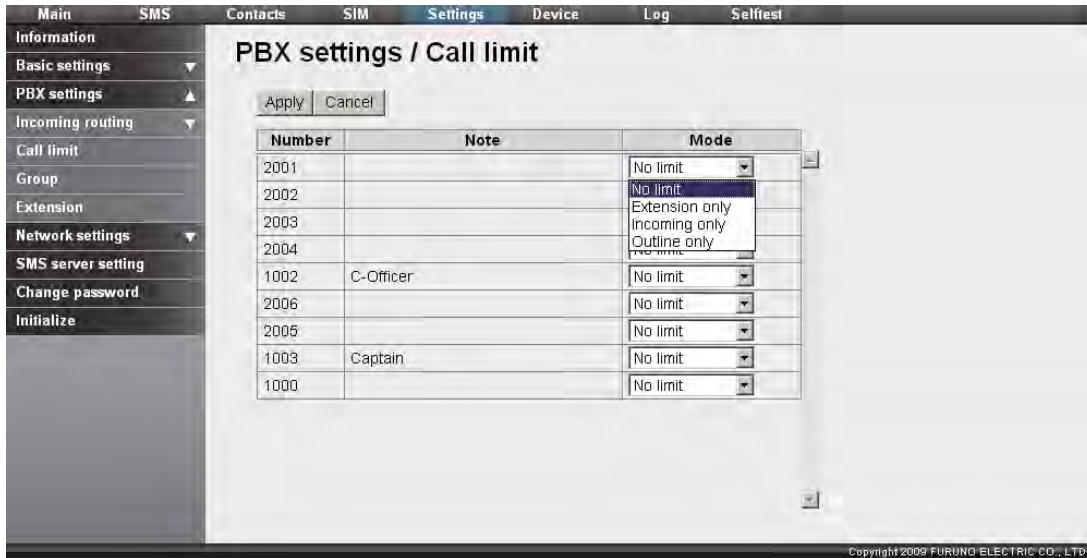 Main SMS Contacts SIM Settings Device Log Selftest
Information
Basic settings
PBX settings
Incoming routing
Call limit
Group
Extension
Network settings
SMS server setting
Change password
Initialize
PBX settings / Call limit
Apply Cancel
Number Note Mode
2001 No limit
2002 No limit
Extension only
2003 Incoming only
Outline only
2004 No limit
1002 C-Officer No limit
2006 No limit
2005 No limit
1003 Captain No limit
1000 No limit
Copyright 2009 FURUNO ELECTRIC CO., LTD